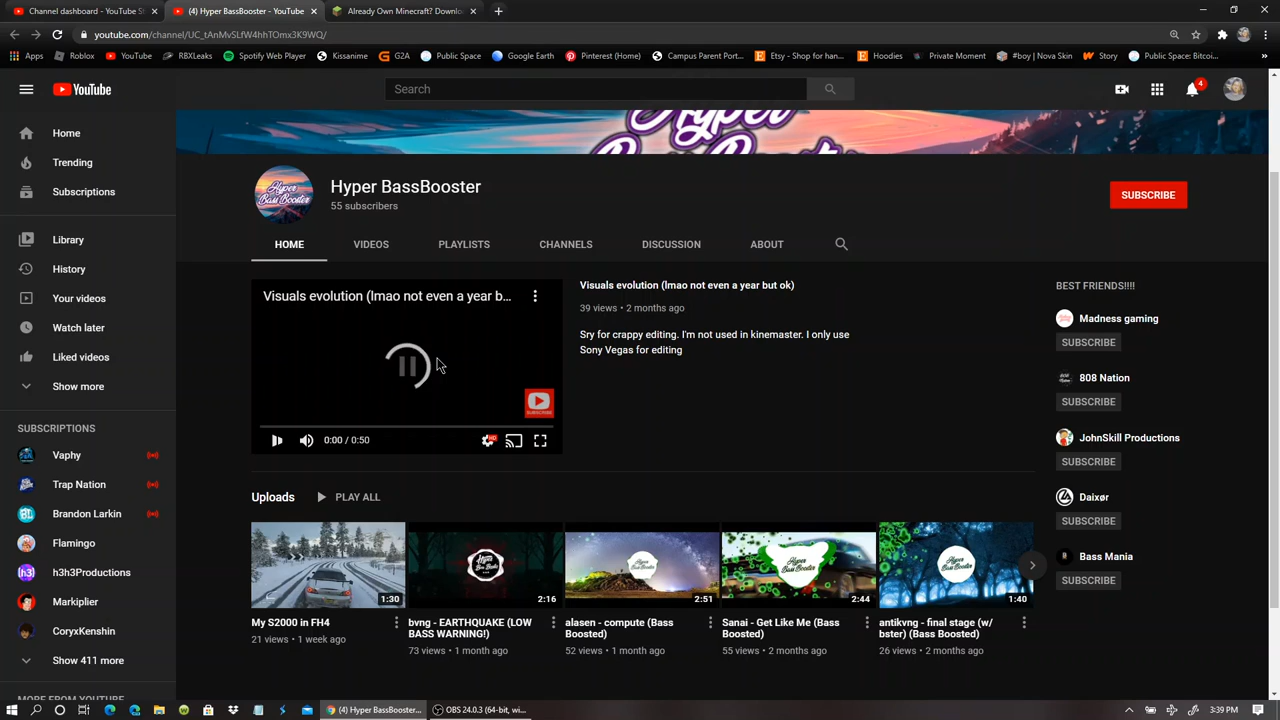 Channel dashboard - YouTube St
(4) Hyper BassBooster - YouTube
Already Own Minecraft? Downlo
youtube.com/channel/UC_tAnMvSLfW4hhTOmx3K9WQ/
Apps
Roblox
YouTube
RBXLeaks
Spotify Web Player
Kissanime
G2A
Public Space
Google Earth
Pinterest (Home)
Campus Parent Port...
Etsy - Shop for han...
Hoodies
Private Moment
#boy | Nova Skin
Story
Public Space: Bitcoi...
YouTube
Search
4
Home
Trending
Subscriptions
Library
History
Your videos
Watch later
Liked videos
Show more
SUBSCRIPTIONS
Vaphy
Trap Nation
Brandon Larkin
Flamingo
h3h3Productions
Markiplier
CoryxKenshin
Show 411 more
MORE FROM YOUTUBE
Hyper
Hyper BassBooster
55 subscribers
SUBSCRIBE
HOME
VIDEOS
PLAYLISTS
CHANNELS
DISCUSSION
ABOUT
Visuals evolution (lmao not even a year b...
SUBSCRIBE
0:00 / 0:50
HD
Visuals evolution (lmao not even a year but ok)
39 views • 2 months ago
Sry for crappy editing. I'm not used in kinemaster. I only use
Sony Vegas for editing
BEST FRIENDS!!!!
Madness gaming
SUBSCRIBE
808 Nation
SUBSCRIBE
JohnSkill Productions
SUBSCRIBE
Daixør
SUBSCRIBE
Bass Mania
SUBSCRIBE
Uploads
PLAY ALL
1:30
My S2000 in FH4
21 views • 1 week ago
2:16
bvng - EARTHQUAKE (LOW
BASS WARNING!)
73 views • 1 month ago
2:51
alasen - compute (Bass
Boosted)
52 views • 1 month ago
2:44
Sanai - Get Like Me (Bass
Boosted)
55 views • 2 months ago
1:40
antikvng - final stage (w/
bster) (Bass Boosted)
26 views • 2 months ago
(4) Hyper BassBooster...
OBS 24.0.3 (64-bit, wi...
3:39 PM